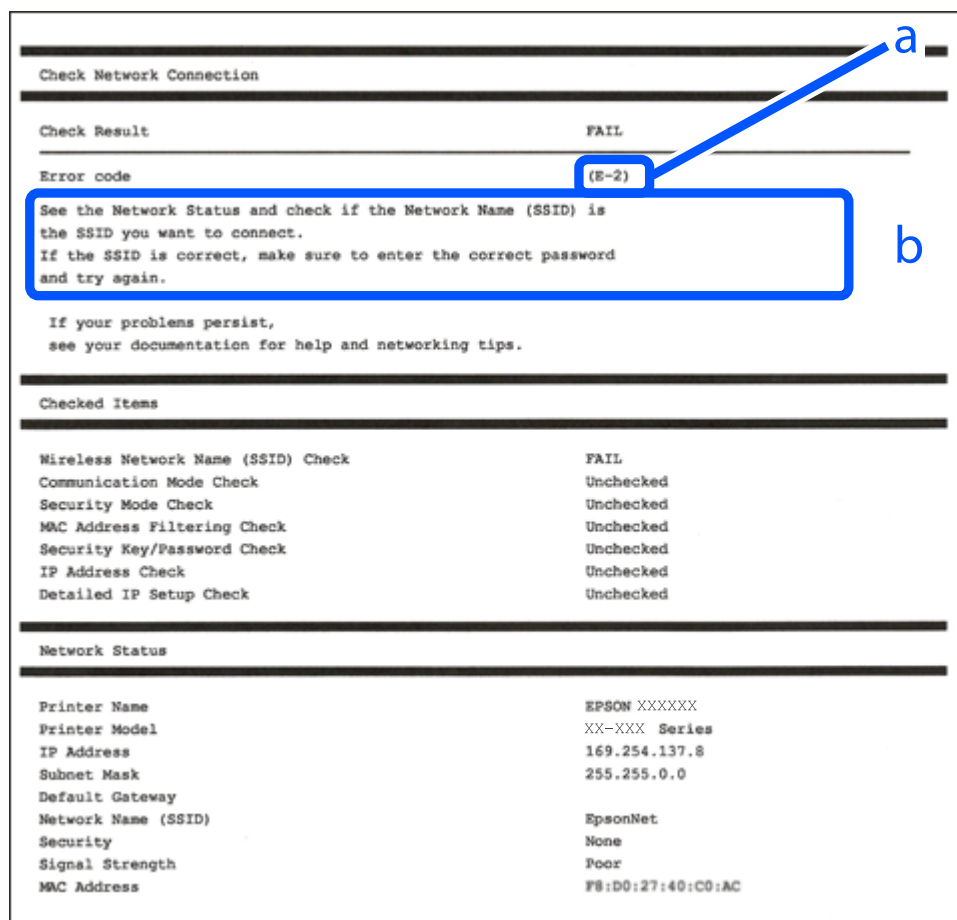 a
Check Network Connection
Check Result FAIL
Error code (E-2)
See the Network Status and check if the Network Name (SSID) is
the SSID you want to connect.
If the SSID is correct, make sure to enter the correct password
and try again.
b
If your problems persist,
see your documentation for help and networking tips.
Checked Items
Wireless Network Name (SSID) Check FAIL
Communication Mode Check Unchecked
Security Mode Check Unchecked
MAC Address Filtering Check Unchecked
Security Key/Password Check Unchecked
IP Address Check Unchecked
Detailed IP Setup Check Unchecked
Network Status
Printer Name EPSON XXXXXX
Printer Model XX-XXX Series
IP Address 169.254.137.8
Subnet Mask 255.255.0.0
Default Gateway
Network Name (SSID) EpsonNet
Security None
Signal Strength Poor
MAC Address F8:D0:27:40:C0:AC